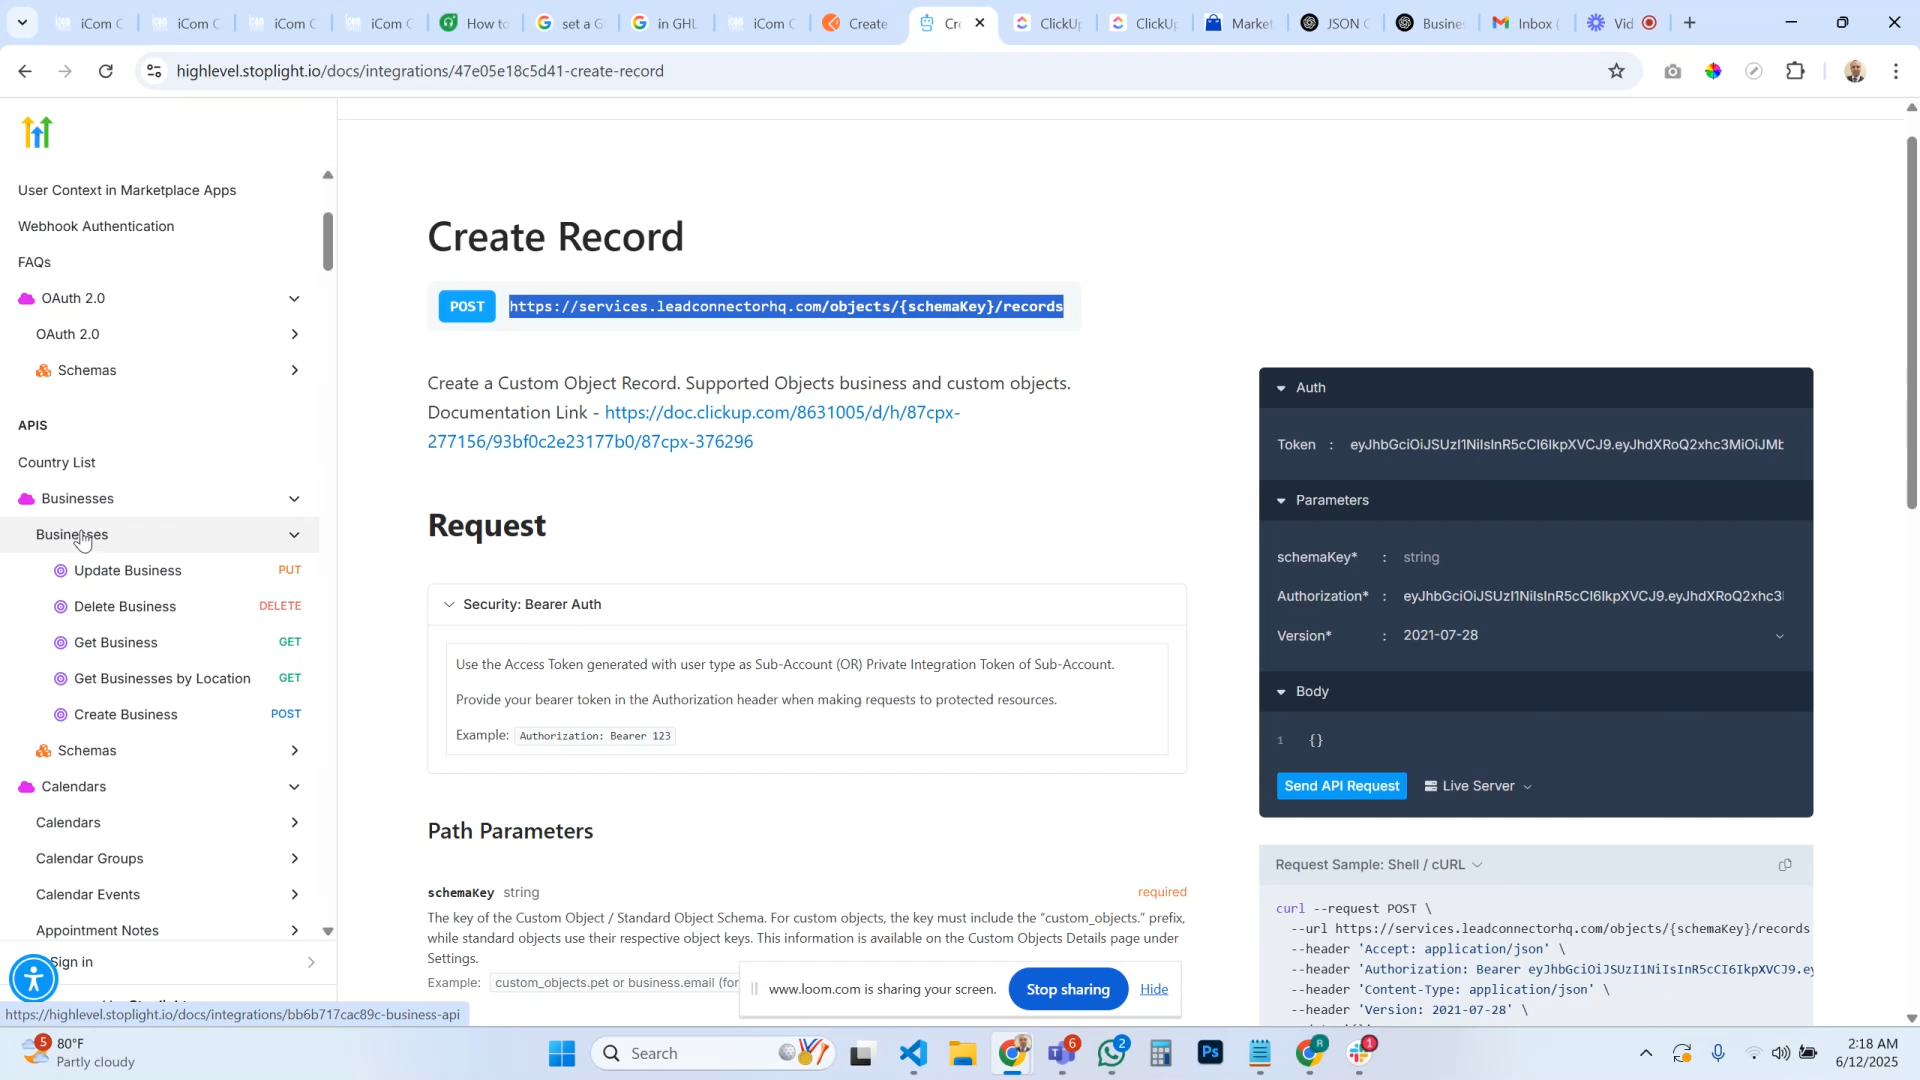 iCom C
iCom C
iCom C
iCom C
How to
set a G
in GHL
iCom C
Create
Cre
ClickUp
ClickUp
Market
JSON C
Busine
Inbox (
Vid
highlevel.stoplight.io/docs/integrations/47e05e18c5d41-create-record
User Context in Marketplace Apps
Webhook Authentication
FAQs
OAuth 2.0
OAuth 2.0
Schemas
APIS
Country List
Businesses
Businesses
Update Business PUT
Delete Business DELETE
Get Business GET
Get Businesses by Location GET
Create Business POST
Schemas
Calendars
Calendars
Calendar Groups
Calendar Events
Appointment Notes
Sign in
https://highlevel.stoplight.io/docs/integrations/bb6b717cac89c-business-api
Create Record
POST https://services.leadconnectorhq.com/objects/{schemaKey}/records
Create a Custom Object Record. Supported Objects business and custom objects.
Documentation Link - https://doc.clickup.com/8631005/d/h/87cpx-
277156/93bf0c2e23177b0/87cpx-376296
Request
Security: Bearer Auth
Use the Access Token generated with user type as Sub-Account (OR) Private Integration Token of Sub-Account.
Provide your bearer token in the Authorization header when making requests to protected resources.
Example: Authorization: Bearer 123
Path Parameters
schemaKey string required
The key of the Custom Object / Standard Object Schema. For custom objects, the key must include the “custom_objects.” prefix,
while standard objects use their respective object keys. This information is available on the Custom Objects Details page under
Settings.
Example: custom_objects.pet or business.email (for
Auth
Token : eyJhbGciOiJSUzI1NiIsInR5cCI6IkpXVCJ9.eyJhdXRoQ2xhc3MiOiJMb
Parameters
schemaKey* : string
Authorization* : eyJhbGciOiJSUzI1NiIsInR5cCI6IkpXVCJ9.eyJhdXRoQ2xhc3
Version* : 2021-07-28
Body
1 {}
Send API Request Live Server
Request Sample: Shell / cURL
curl --request POST \
--url https://services.leadconnectorhq.com/objects/{schemaKey}/records
--header 'Accept: application/json' \
--header 'Authorization: Bearer eyJhbGciOiJSUzI1NiIsInR5cCI6IkpXVCJ9.ey
--header 'Content-Type: application/json' \
--header 'Version: 2021-07-28' \
www.loom.com is sharing your screen. Stop sharing Hide
5
80°F
Partly cloudy
Search
6
2
Ps
R
1
2:18 AM
6/12/2025